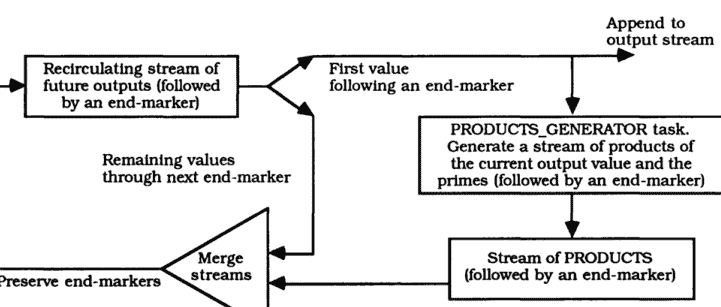 Append to
output stream
Recirculating stream of
future outputs (followed
by an end-marker)
First value
following an end-marker
PRODUCTS_GENERATOR task.
Generate a stream of products of
the current output value and the
primes (followed by an end-marker)
Remaining values
through next end-marker
Merge
streams
Stream of PRODUCTS
(followed by an end-marker)
Preserve end-markers